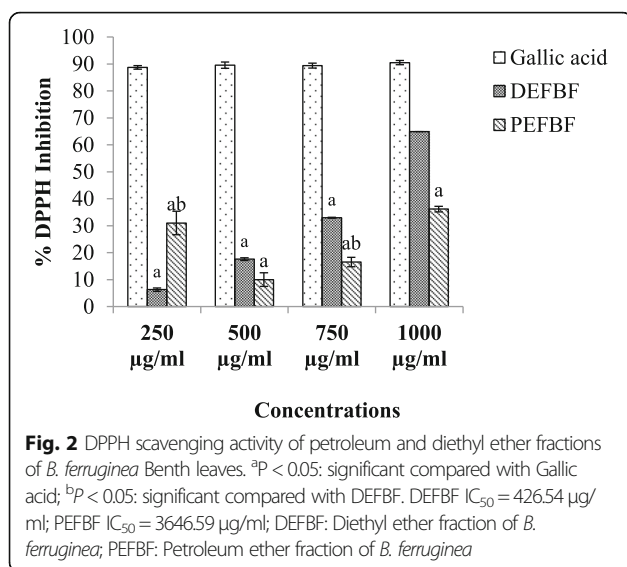 100
90
80
70
60
50
40
30
20
10
0
% DPPH Inhibition
a
ab
a
a
a
ab
a
Gallic acid
DEFBF
PEFBF
250 500 750 1000
µg/ml µg/ml µg/ml µg/ml
Concentrations
Fig. 2 DPPH scavenging activity of petroleum and diethyl ether fractions
of B. ferruginea Benth leaves. ᵃP < 0.05: significant compared with Gallic
acid; ᵇP < 0.05: significant compared with DEFBF. DEFBF IC₅₀ = 426.54 µg/
ml; PEFBF IC₅₀ = 3646.59 µg/ml; DEFBF: Diethyl ether fraction of B.
ferruginea; PEFBF: Petroleum ether fraction of B. ferruginea